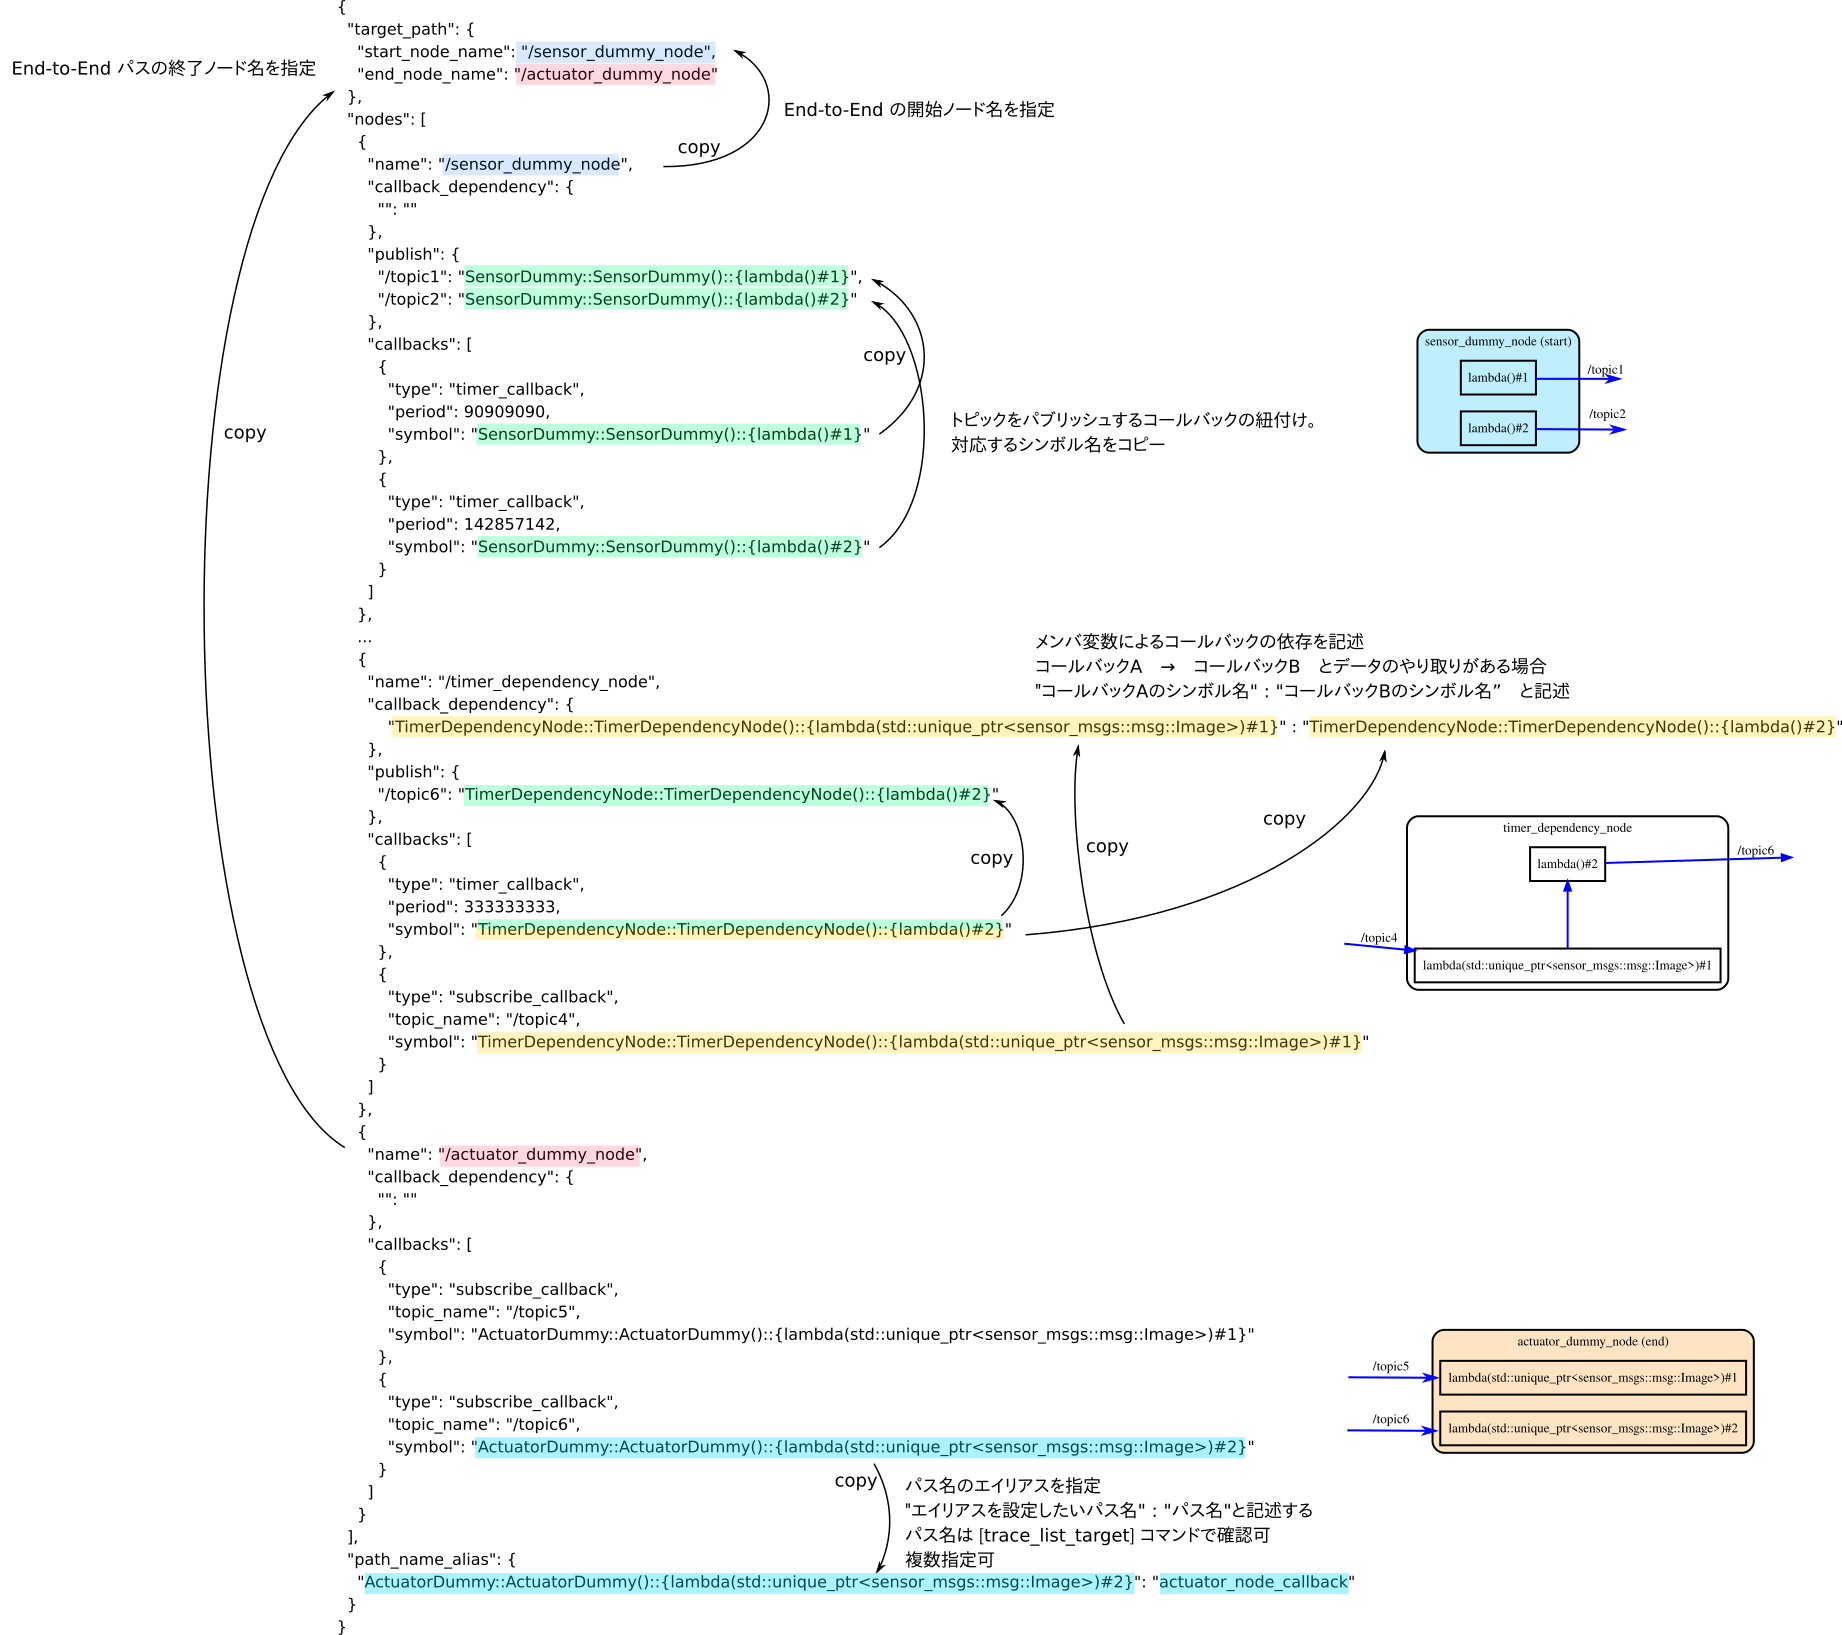 {
"target_path": {
"start_node_name": "/sensor_dummy_node",
"end_node_name": "/actuator_dummy_node"
End-to-End パスの終了ノード名を指定
},
End-to-End の開始ノード名を指定
"nodes": [
{
copy
"name": "/sensor_dummy_node",
"callback_dependency": {
"": ""
},
"publish": {
"/topic1": "SensorDummy::SensorDummy()::{lambda()#1}",
"/topic2": "SensorDummy::SensorDummy()::{lambda()#2}"
},
"callbacks": [
copy
{
"type": "timer_callback",
"period": 90909090,
"symbol": "SensorDummy::SensorDummy()::{lambda()#1}"
},
{
"type": "timer_callback",
"period": 142857142,
"symbol": "SensorDummy::SensorDummy()::{lambda()#2}"
}
]
},
トピックをパブリッシュするコールバックの紐付け。
対応するシンボル名をコピー
sensor_dummy_node (start)
lambda()#1
/topic1
lambda()#2
/topic2
copy
...
メンバ変数によるコールバックの依存を記述
コールバックA　→　コールバックB　とデータのやり取りがある場合
"コールバックAのシンボル名" : "コールバックBのシンボル名”　と記述
{
"name": "/timer_dependency_node",
"callback_dependency": {
"TimerDependencyNode::TimerDependencyNode()::{lambda(std::unique_ptr<sensor_msgs::msg::Image>)#1}" : "TimerDependencyNode::TimerDependencyNode()::{lambda()#2}"
},
"publish": {
"/topic6": "TimerDependencyNode::TimerDependencyNode()::{lambda()#2}"
},
"callbacks": [
{
"type": "timer_callback",
"period": 333333333,
"symbol": "TimerDependencyNode::TimerDependencyNode()::{lambda()#2}"
},
{
"type": "subscribe_callback",
"topic_name": "/topic4",
"symbol": "TimerDependencyNode::TimerDependencyNode()::{lambda(std::unique_ptr<sensor_msgs::msg::Image>)#1}"
}
]
},
copy
copy
copy
timer_dependency_node
lambda()#2
/topic6
/topic4
lambda(std::unique_ptr<sensor_msgs::msg::Image>)#1
{
"name": "/actuator_dummy_node",
"callback_dependency": {
"": ""
},
"callbacks": [
{
"type": "subscribe_callback",
"topic_name": "/topic5",
"symbol": "ActuatorDummy::ActuatorDummy()::{lambda(std::unique_ptr<sensor_msgs::msg::Image>)#1}"
},
{
"type": "subscribe_callback",
"topic_name": "/topic6",
"symbol": "ActuatorDummy::ActuatorDummy()::{lambda(std::unique_ptr<sensor_msgs::msg::Image>)#2}"
}
]
}
],
actuator_dummy_node (end)
/topic5
lambda(std::unique_ptr<sensor_msgs::msg::Image>)#1
/topic6
lambda(std::unique_ptr<sensor_msgs::msg::Image>)#2
copy
パス名のエイリアスを指定
"エイリアスを設定したいパス名" : "パス名"と記述する
パス名は [trace_list_target] コマンドで確認可
複数指定可
"path_name_alias": {
"ActuatorDummy::ActuatorDummy()::{lambda(std::unique_ptr<sensor_msgs::msg::Image>)#2}": "actuator_node_callback"
}
}